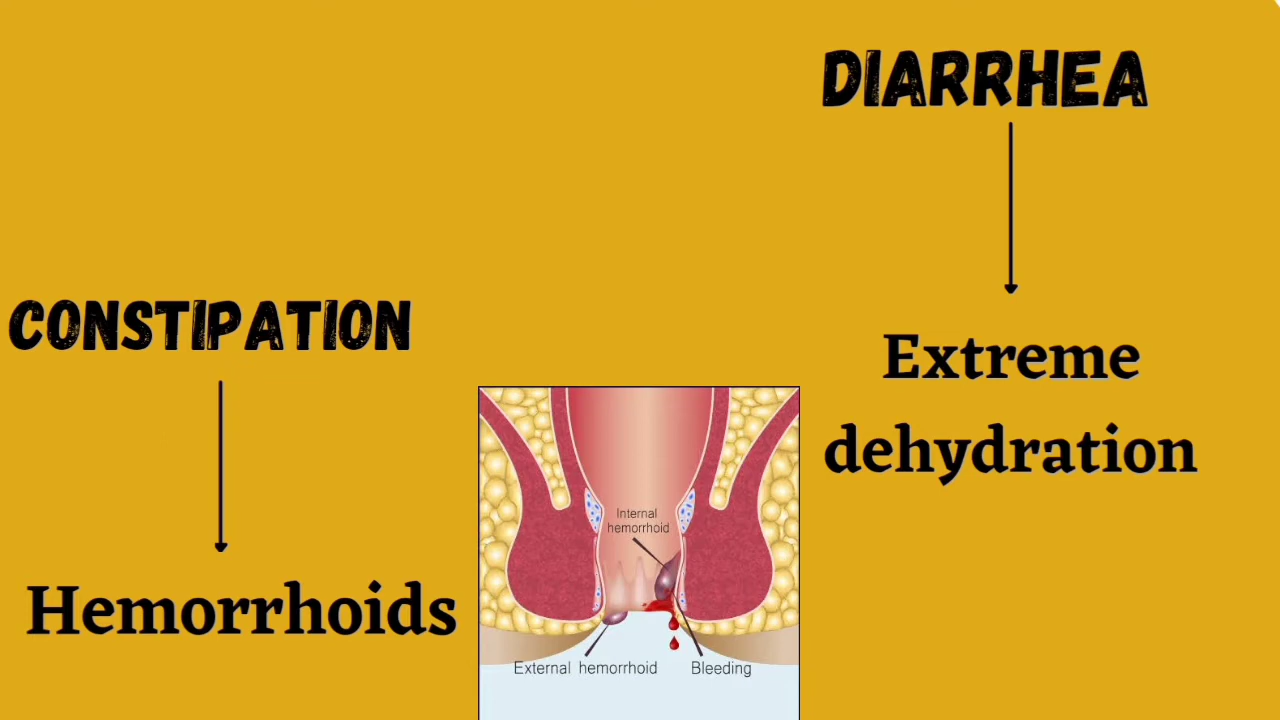 DIARRHEA
Extreme
dehydration
CONSTIPATION
Hemorrhoids
Internal
hemorrhoid
External hemorrhoid
Bleeding